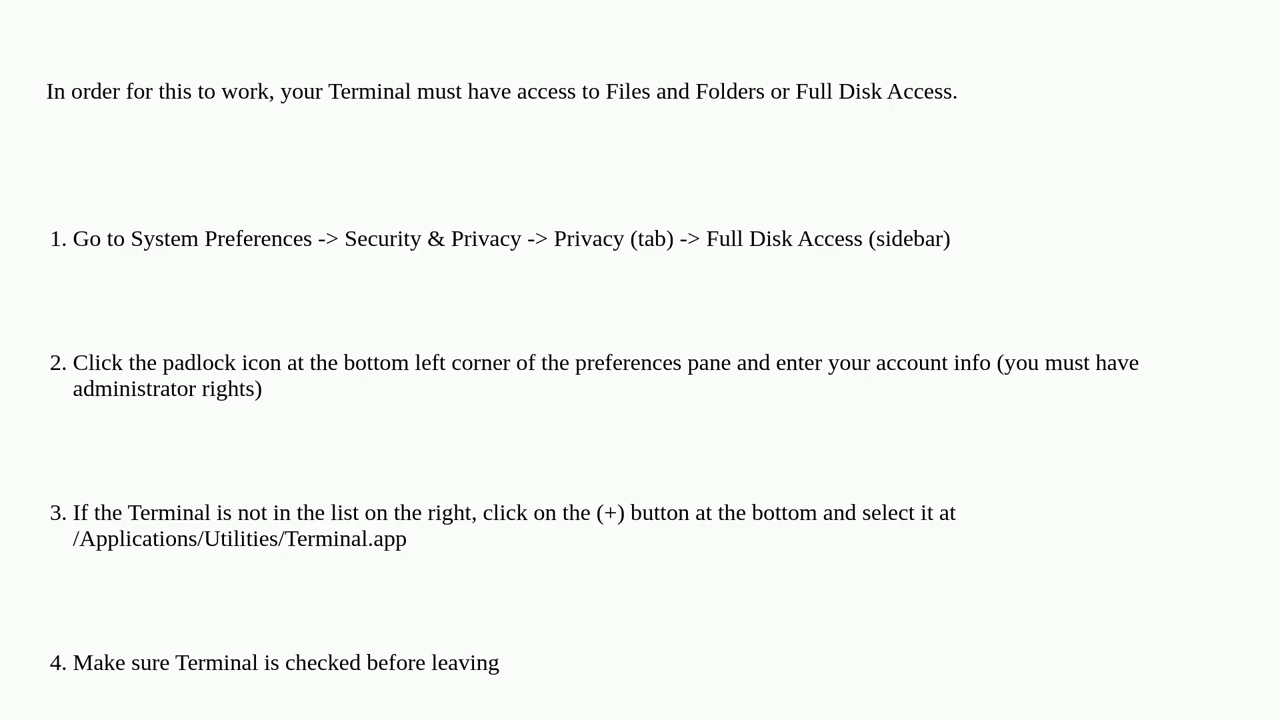 In order for this to work, your Terminal must have access to Files and Folders or Full Disk Access.
1. Go to System Preferences -> Security & Privacy -> Privacy (tab) -> Full Disk Access (sidebar)
2. Click the padlock icon at the bottom left corner of the preferences pane and enter your account info (you must have
administrator rights)
3. If the Terminal is not in the list on the right, click on the (+) button at the bottom and select it at
/Applications/Utilities/Terminal.app
4. Make sure Terminal is checked before leaving